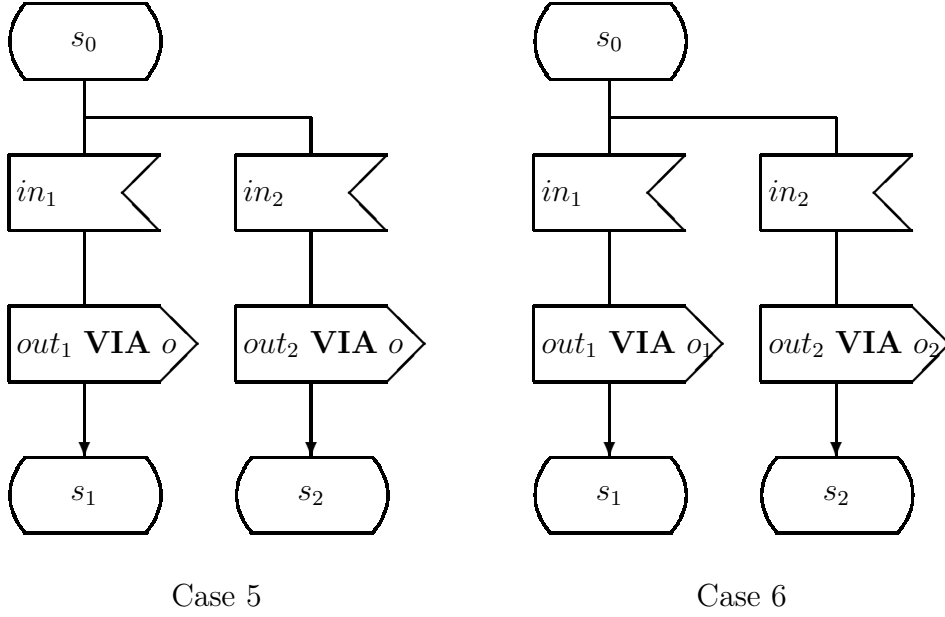 s₀ s₀
in₁ in₂ in₁ in₂
out₁ VIA o out₂ VIA o out₁ VIA o₁ out₂ VIA o₂
s₁ s₂ s₁ s₂
Case 5 Case 6